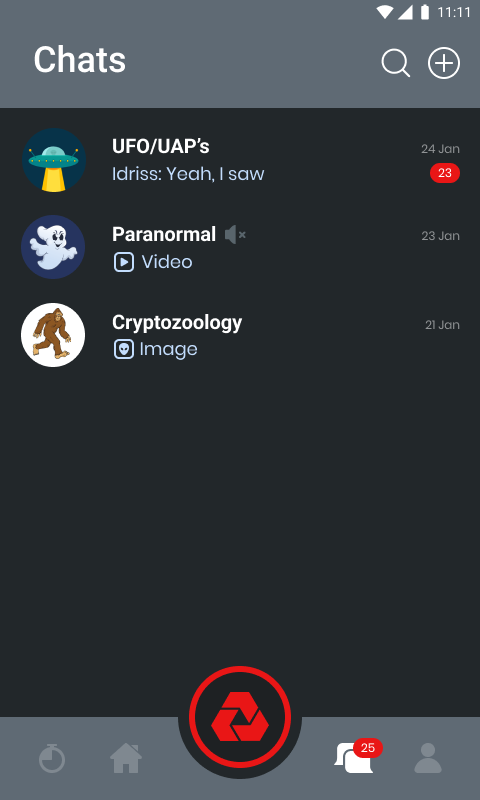 11:11
Chats
UFO/UAP’s
24 Jan
Idriss: Yeah, I saw
23
Paranormal
23 Jan
Video
Cryptozoology
21 Jan
Image
25